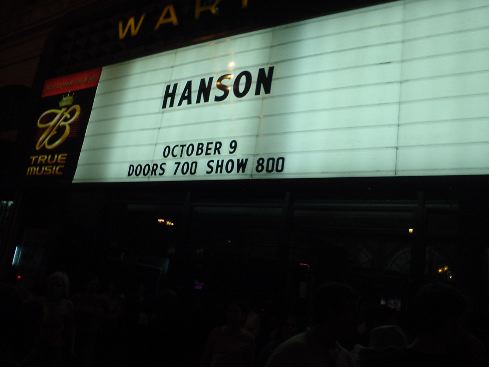 HANSON
OCTOBER 9
DOORS 700 SHOW 800
B
TRUE
MUSIC